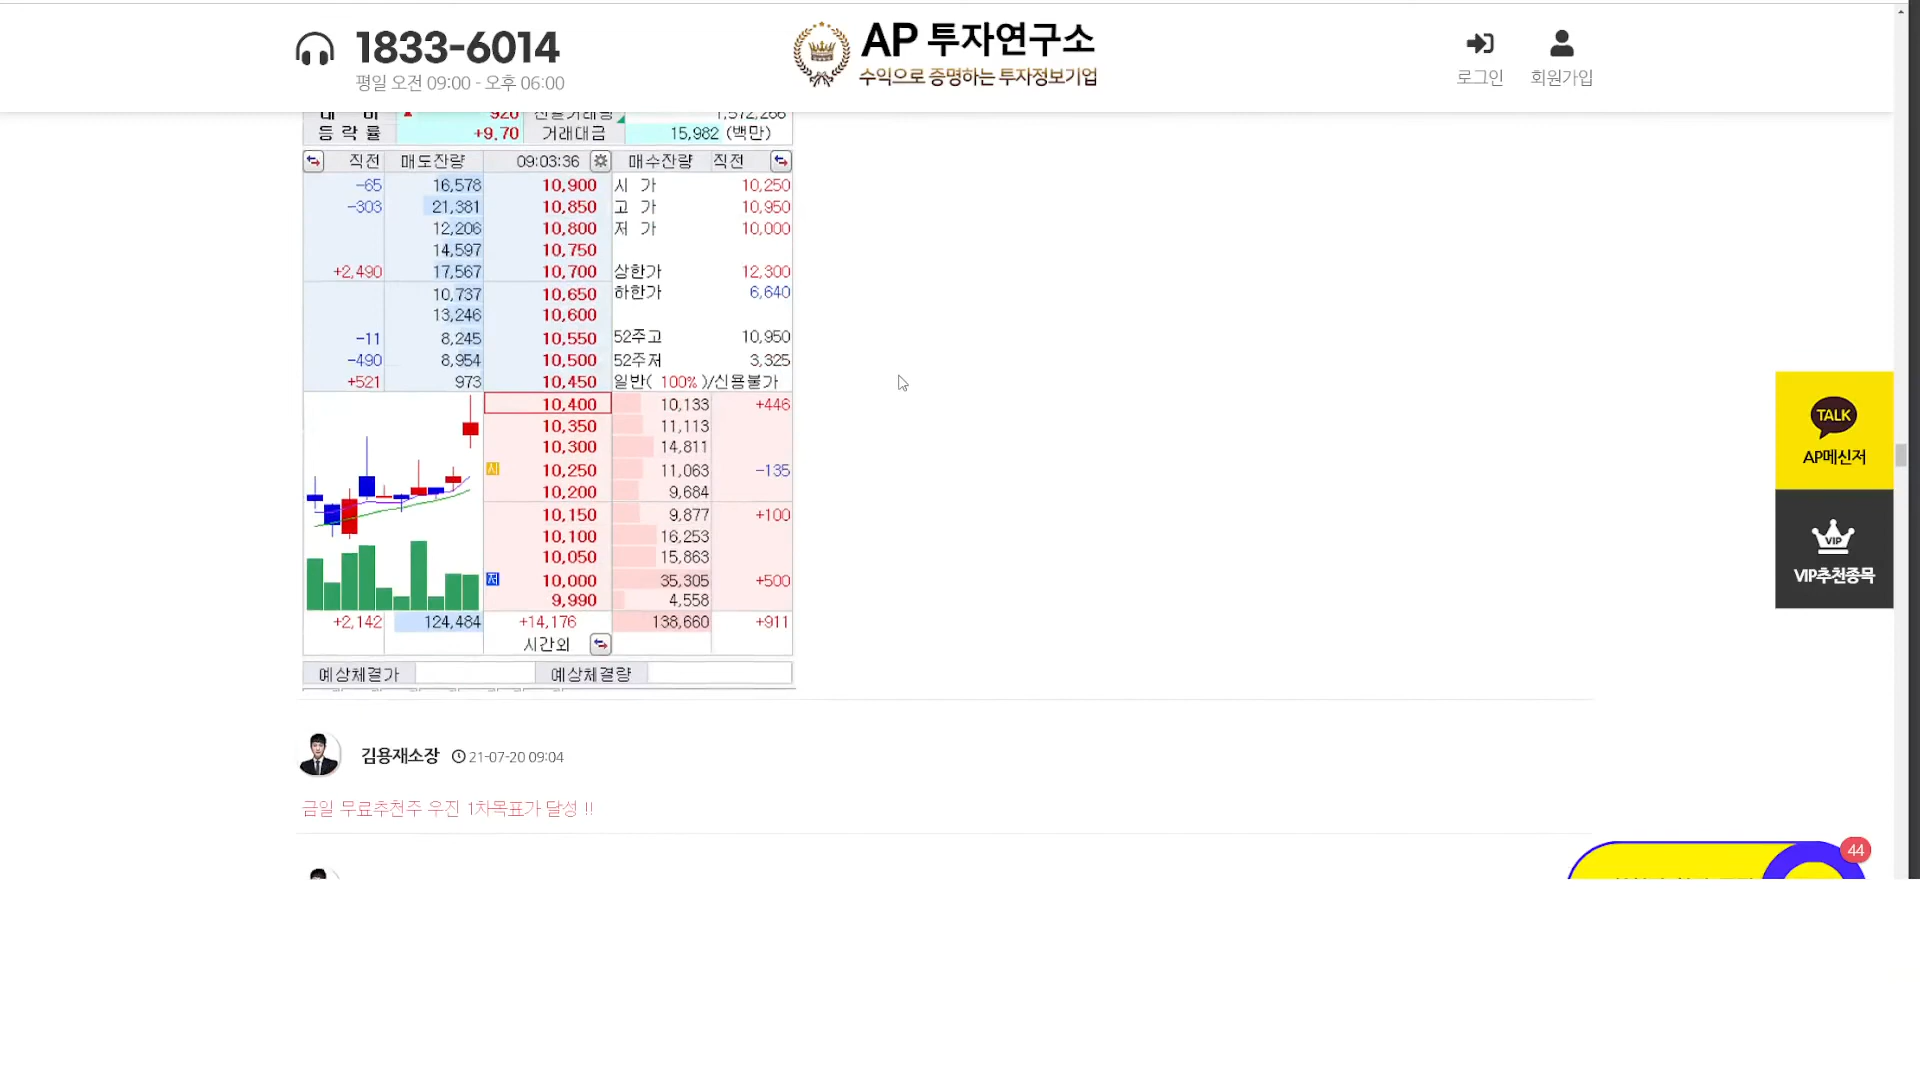 1833-6014
평일 오전 09:00 - 오후 06:00
AP 투자연구소
수익으로 증명하는 투자정보기업
로그인
회원가입
대 비 920 1,572,266
등 락 률 +9.70 거래대금 15,982 (백만)
직전 매도잔량 09:03:36 매수잔량 직전
-65 16,578 10,900 시 가 10,250
-303 21,381 10,850 고 가 10,950
12,206 10,800 저 가 10,000
14,597 10,750
+2,490 17,567 10,700 상한가 12,300
10,737 10,650 하한가 6,640
13,246 10,600
-11 8,245 10,550 52주고 10,950
-490 8,954 10,500 52주저 3,325
+521 973 10,450 일반( 100% )/신용불가
10,400 10,133 +446
10,350 11,113
10,300 14,811
시 10,250 11,063 -135
10,200 9,684
10,150 9,877 +100
10,100 16,253
10,050 15,863
저 10,000 35,305 +500
9,990 4,558
+2,142 124,484 +14,176 138,660 +911
시간외
예상체결가 예상체결량
김용재소장 21-07-20 09:04
금일 무료추천주 우진 1차목표가 달성 !!
TALK
AP메신저
VIP
VIP추천종목
44